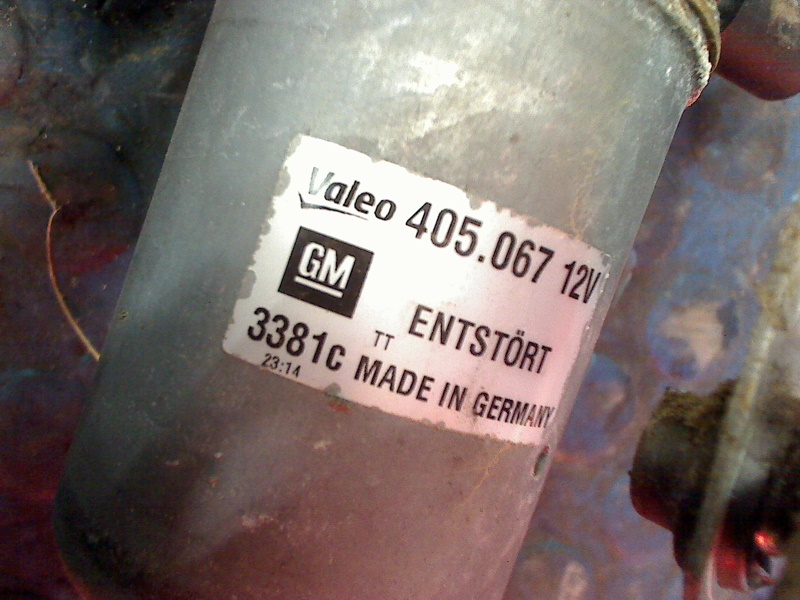 Valeo 405.067 12V
GM
ENTSTÖRT
3381c TT MADE IN GERMANY
23:14